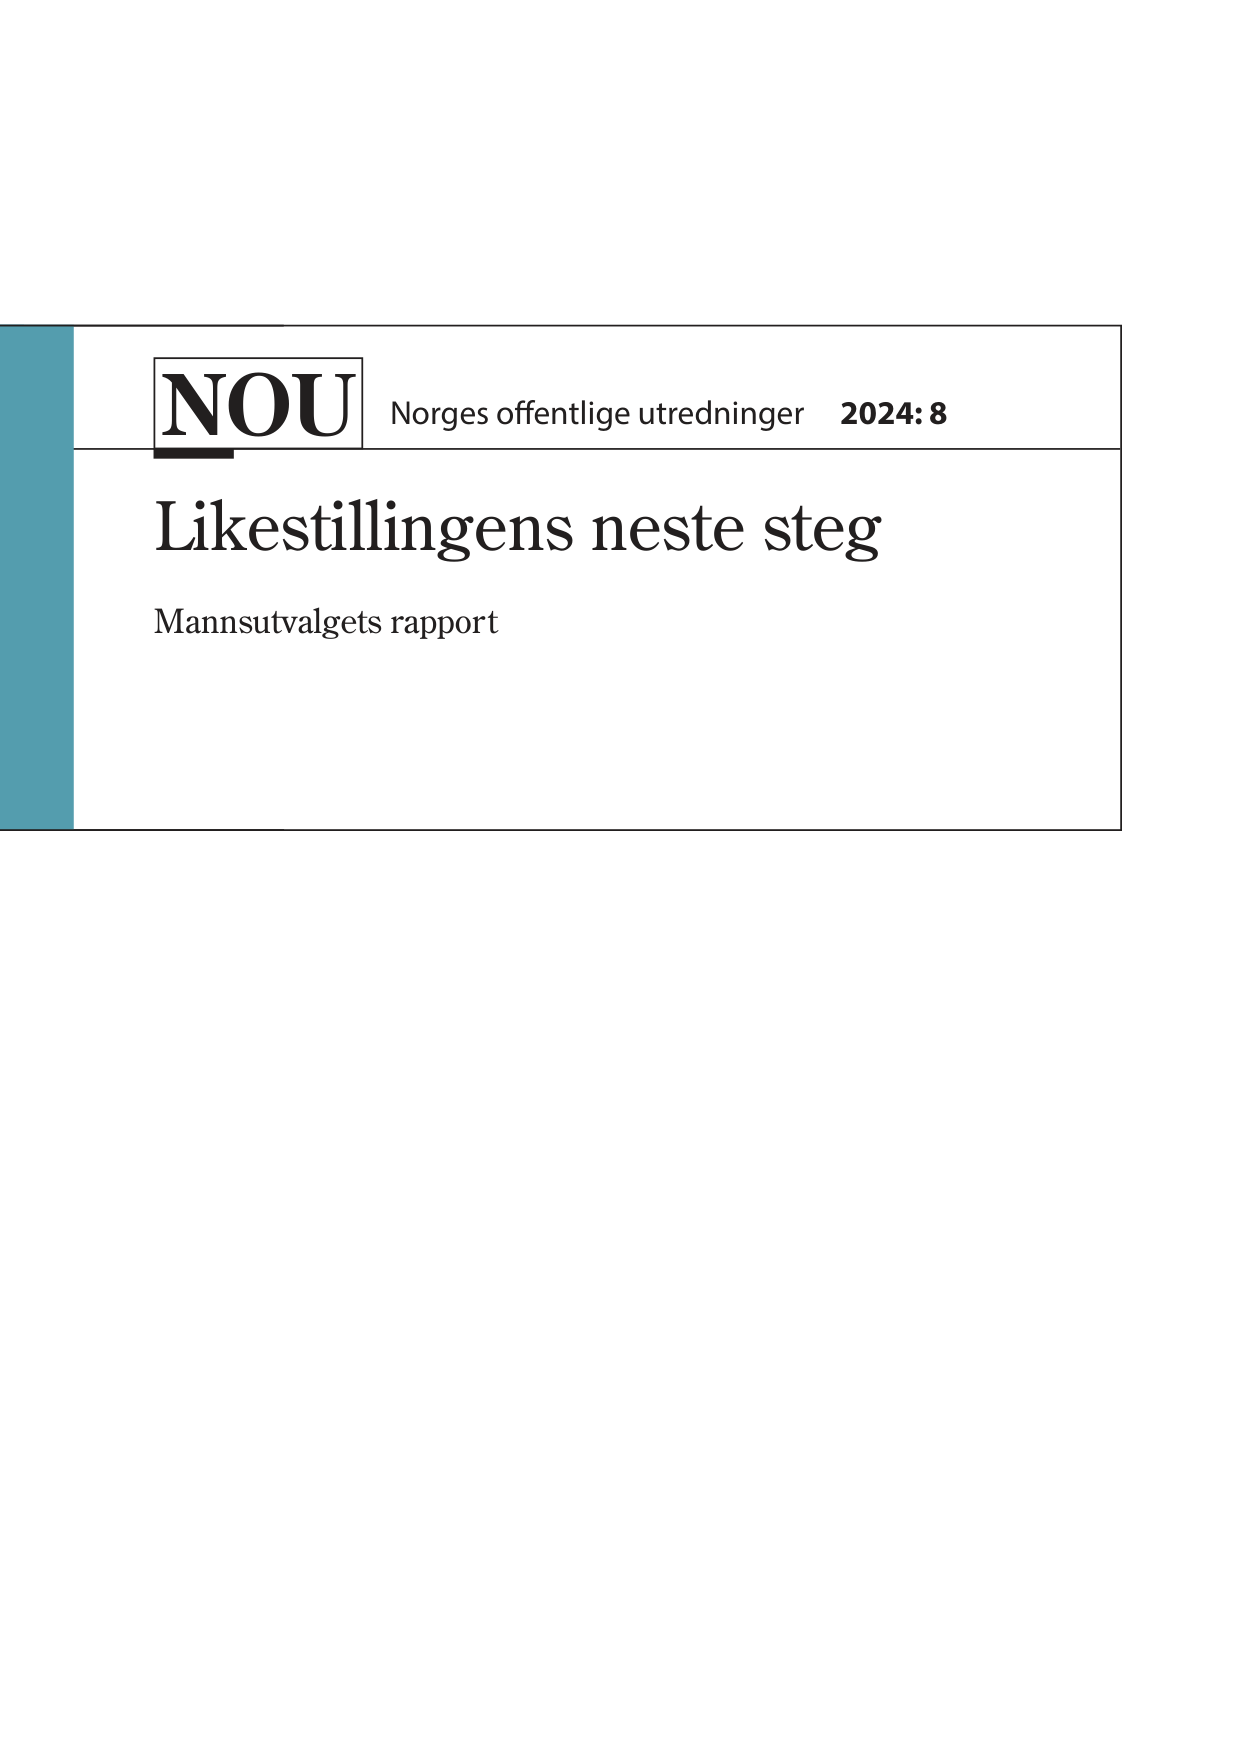 NOU Norges offentlige utredninger 2024: 8
Likestillingens neste steg
Mannsutvalgets rapport